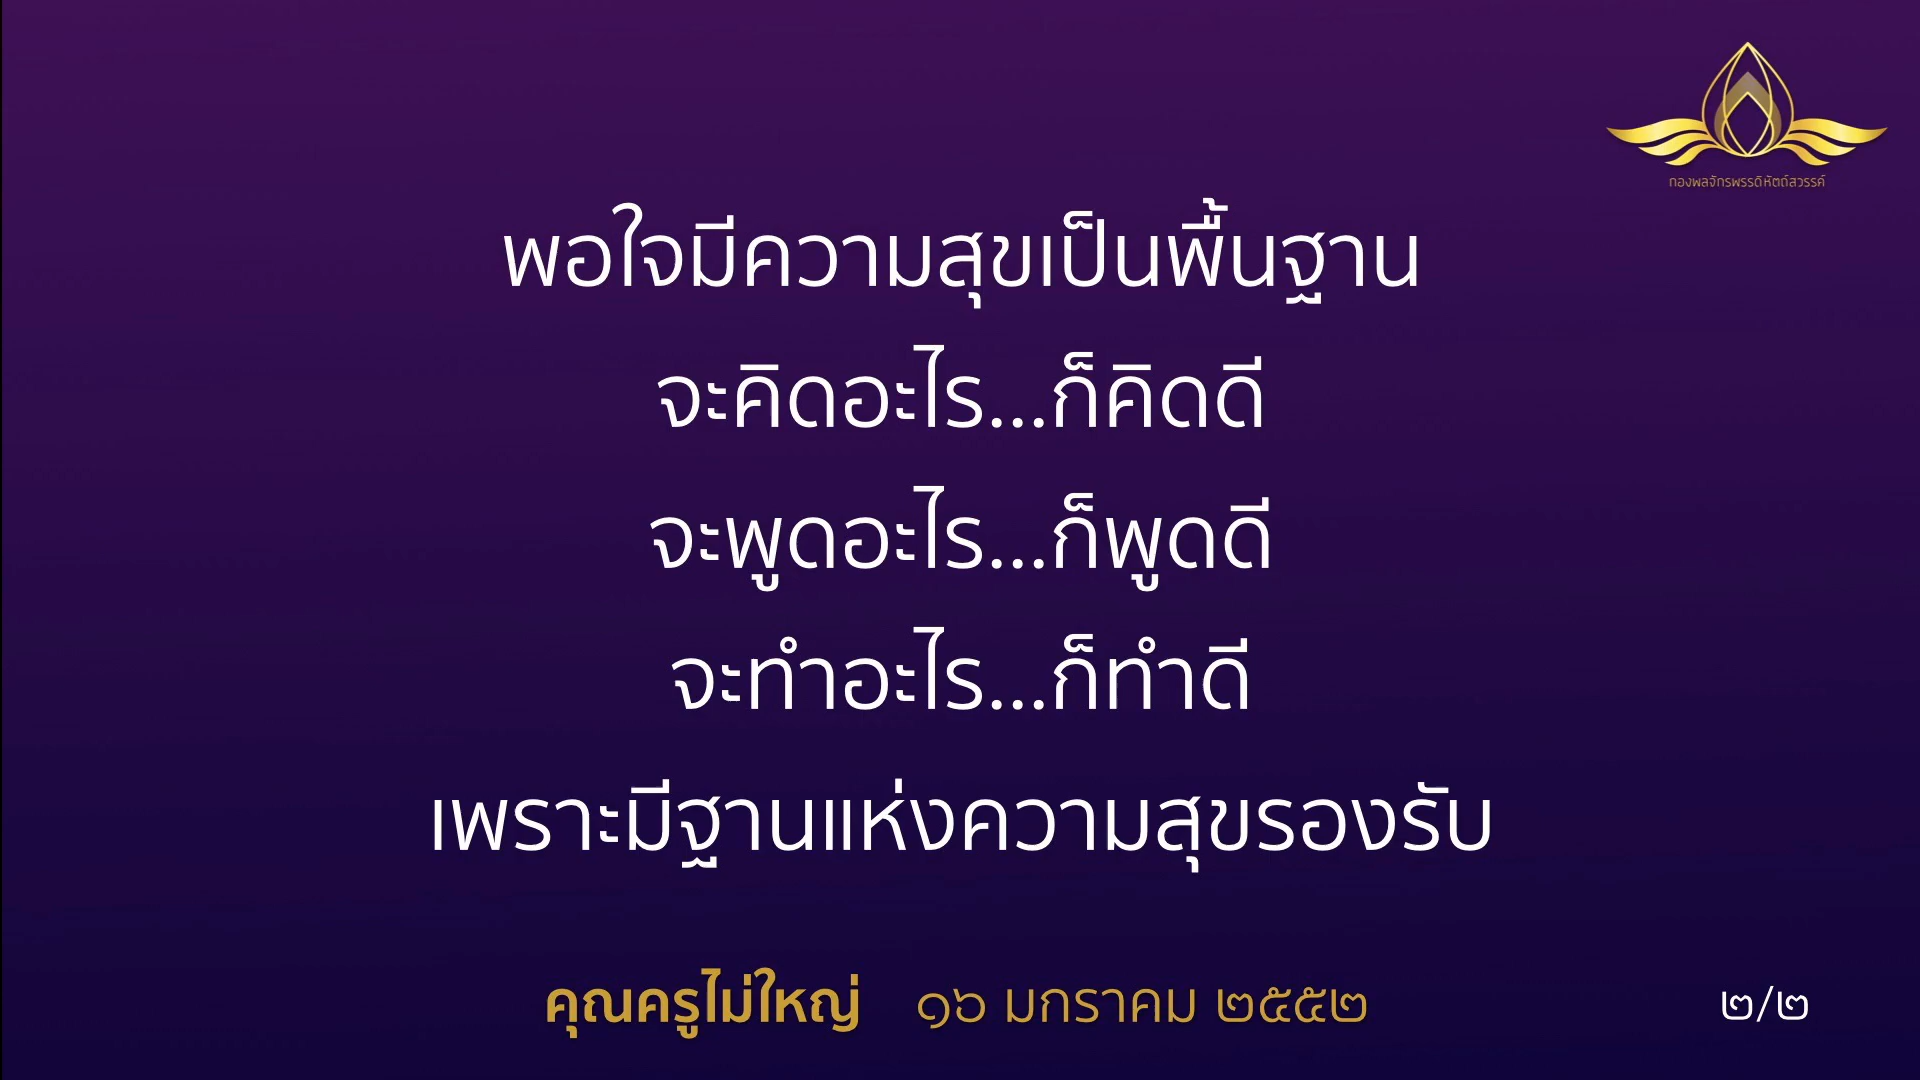 กองพลจักรพรรดิหัตถ์สวรรค์
พอใจมีความสุขเป็นพื้นฐาน
จะคิดอะไร...ก็คิดดี
จะพูดอะไร...ก็พูดดี
จะทำอะไร...ก็ทำดี
เพราะมีฐานแห่งความสุขรองรับ
คุณครูไม่ใหญ่ ๑๖ มกราคม ๒๕๕๒
๒/๒